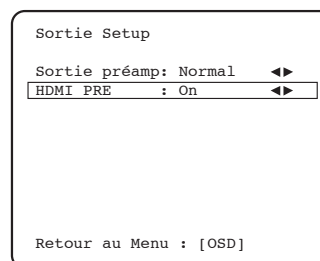 Sortie Setup
Sortie préamp: Normal ◄►
HDMI PRE : On ◄►
Retour au Menu : [OSD]